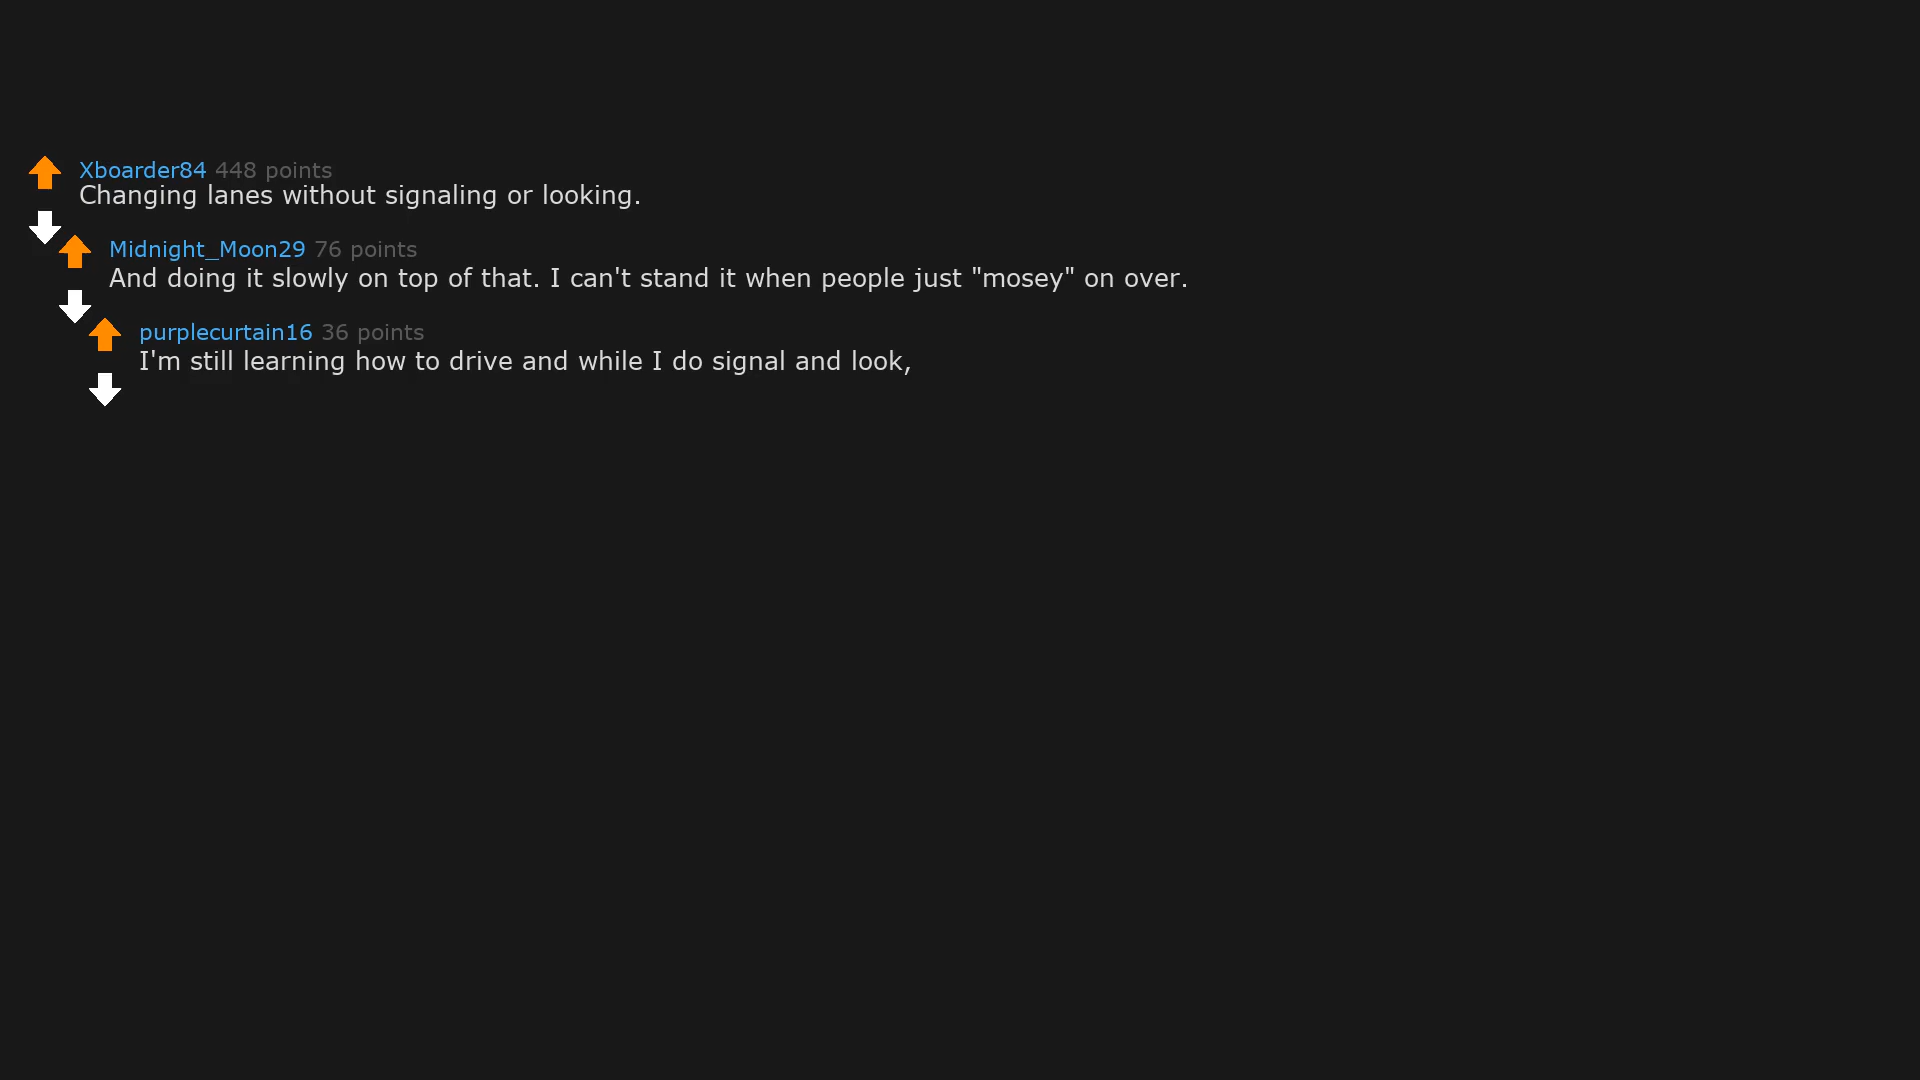 Xboarder84 448 points
Changing lanes without signaling or looking.
Midnight_Moon29 76 points
And doing it slowly on top of that. I can't stand it when people just "mosey" on over.
purplecurtain16 36 points
I'm still learning how to drive and while I do signal and look,